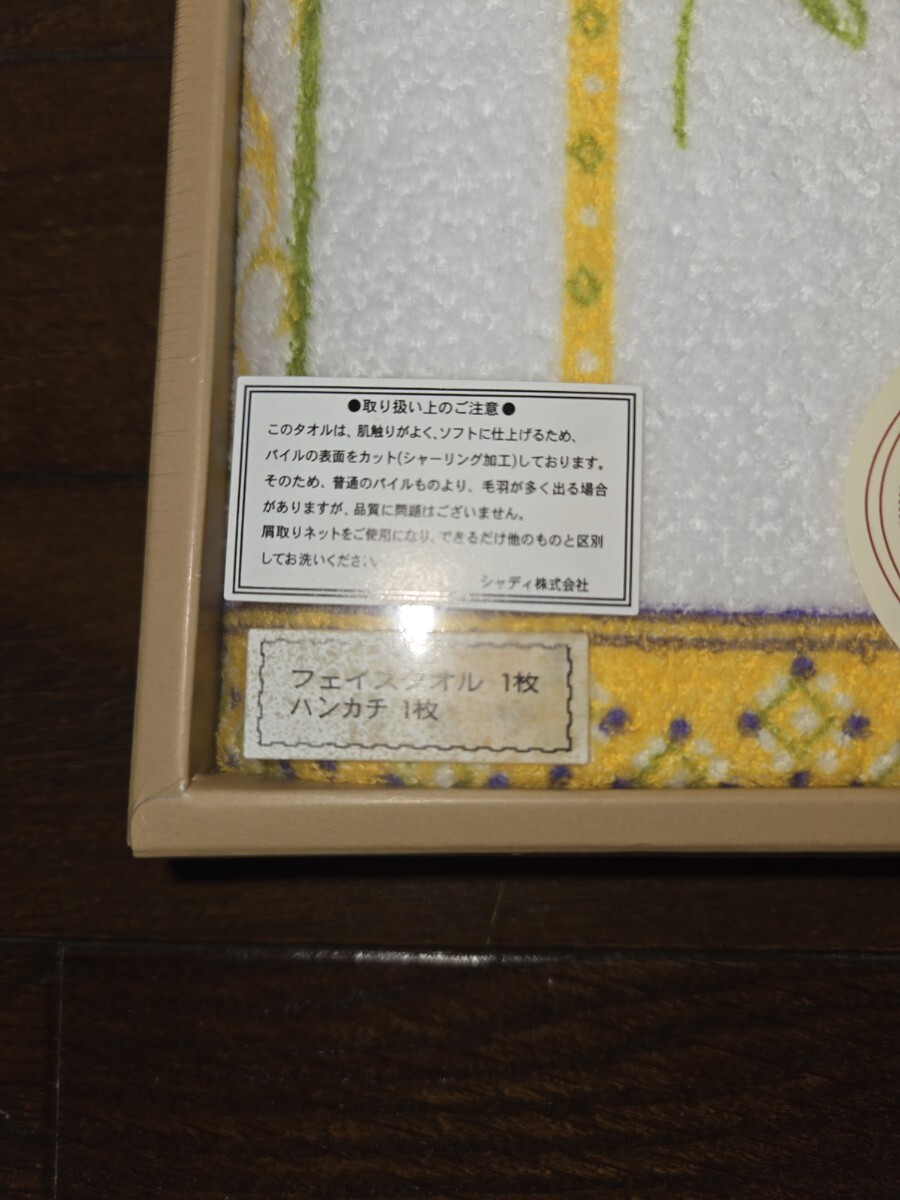 ●取り扱い上のご注意●
このタオルは、肌触りがよく、ソフトに仕上げるため、
パイルの表面をカット(シャーリング加工)しております。
そのため、普通のパイルものより、毛羽が多く出る場合
がありますが、品質に問題はございません。
屑取りネットをご使用になり、できるだけ他のものと区別
してお洗いください。
シャディ株式会社
フェイスタオル 1枚
ハンカチ 1枚